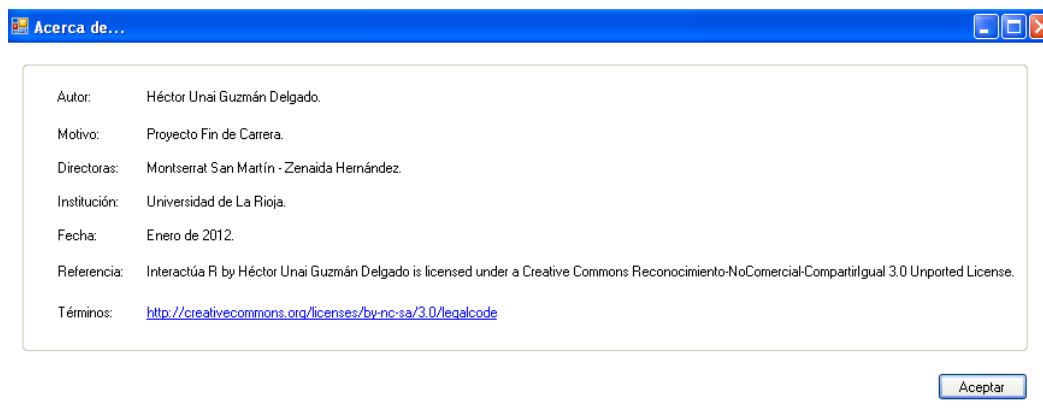 Acerca de...
Autor: Héctor Unai Guzmán Delgado.
Motivo: Proyecto Fin de Carrera.
Directoras: Montserrat San Martín - Zenaida Hernández.
Institución: Universidad de La Rioja.
Fecha: Enero de 2012.
Referencia: Interactúa R by Héctor Unai Guzmán Delgado is licensed under a Creative Commons Reconocimiento-NoComercial-CompartirIgual 3.0 Unported License.
Términos: http://creativecommons.org/licenses/by-nc-sa/3.0/legalcode
Aceptar